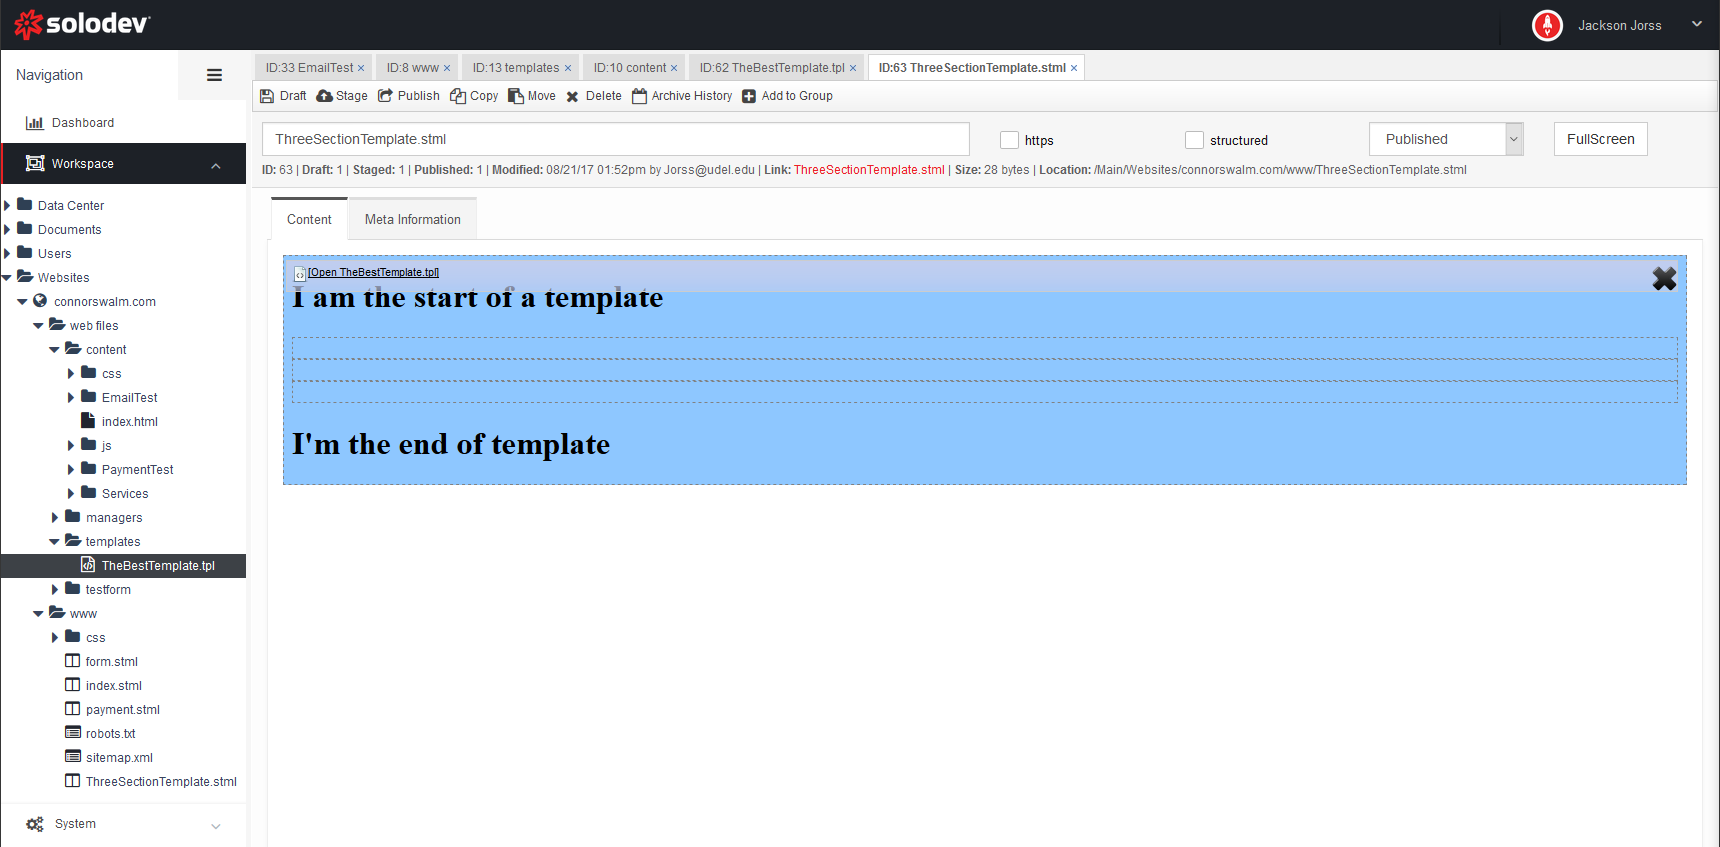 solodev
Jackson Jorss
Navigation
Dashboard
Workspace
Data Center
Documents
Users
Websites
connorswalm.com
web files
content
css
EmailTest
index.html
js
PaymentTest
Services
managers
templates
TheBestTemplate.tpl
testform
www
css
form.stml
index.stml
payment.stml
robots.txt
sitemap.xml
ThreeSectionTemplate.stml
System
ID:33 EmailTest × ID:8 www × ID:13 templates × ID:10 content × ID:62 TheBestTemplate.tpl × ID:63 ThreeSectionTemplate.stml ×
Draft Stage Publish Copy Move Delete Archive History Add to Group
ThreeSectionTemplate.stml https structured Published FullScreen
ID: 63 | Draft: 1 | Staged: 1 | Published: 1 | Modified: 08/21/17 01:52pm by Jorss@udel.edu | Link: ThreeSectionTemplate.stml | Size: 28 bytes | Location: /Main/Websites/connorswalm.com/www/ThreeSectionTemplate.stml
Content Meta Information
[Open TheBestTemplate.tpl]
I am the start of a template
I'm the end of template